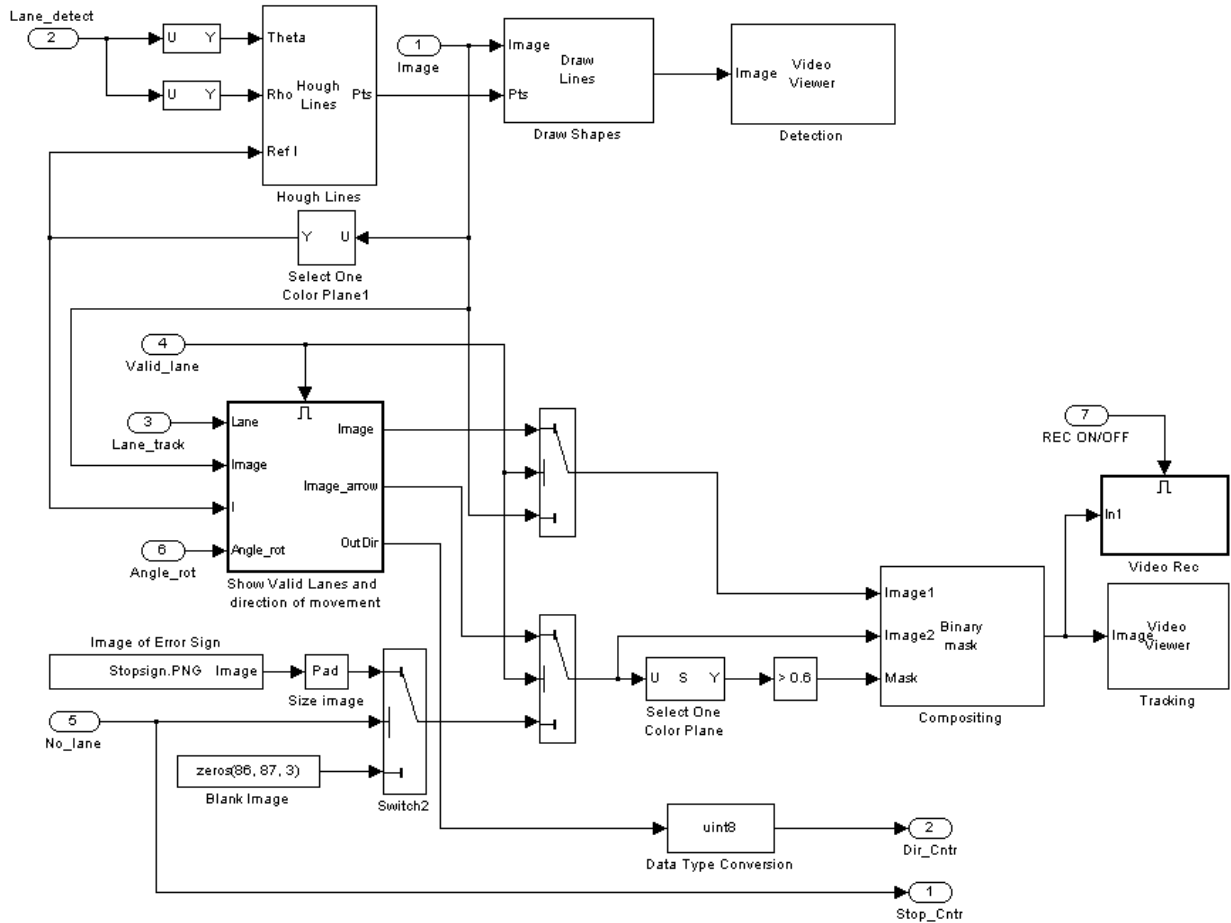 Lane_detect
2
U Y
U Y
Theta
Rho
Ref I
Hough
Lines
Pts
Hough Lines
1
Image
Image
Pts
Draw
Lines
Draw Shapes
Image
Video
Viewer
Detection
Y U
Select One
Color Plane1
4
Valid_lane
3
Lane_track
6
Angle_rot
Lane
Image
I
Angle_rot
Image
Image_arrow
OutDir
Show Valid Lanes and
direction of movement
7
REC ON/OFF
In1
Video Rec
Image of Error Sign
Stopsign.PNG Image
Pad
Size image
5
No_lane
zeros(86, 87, 3)
Blank Image
Switch2
U S Y
Select One
Color Plane
> 0.6
Image1
Image2
Mask
Binary
mask
Compositing
Image
Video
Viewer
Tracking
uint8
Data Type Conversion
2
Dir_Cntr
1
Stop_Cntr